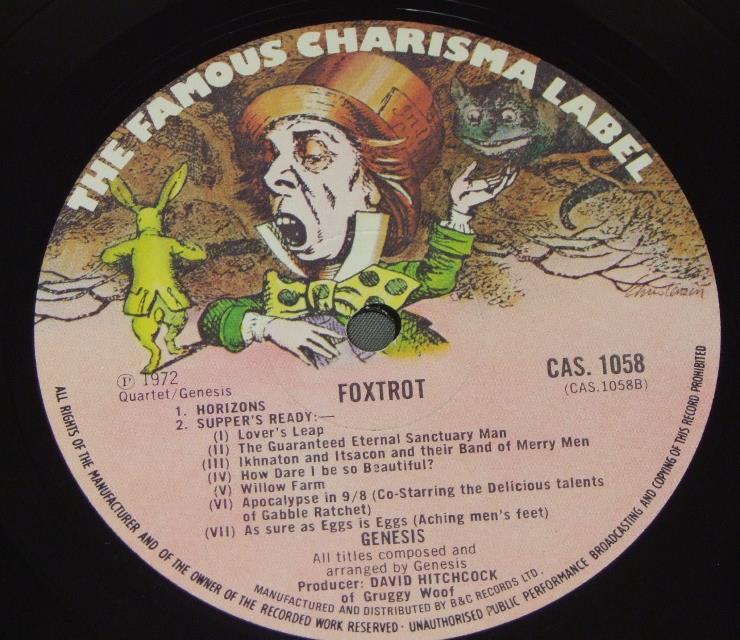 THE FAMOUS CHARISMA LABEL
Ⓟ 1972
Quartet/Genesis
FOXTROT
CAS. 1058
(CAS.1058B)
1. HORIZONS
2. SUPPER'S READY:—
(I) Lover's Leap
(II) The Guaranteed Eternal Sanctuary Man
(III) Ikhnaton and Itsacon and their Band of Merry Men
(IV) How Dare I be so Beautiful?
(V) Willow Farm
(VI) Apocalypse in 9/8 (Co-Starring the Delicious talents
of Gabble Ratchet)
(VII) As sure as Eggs is Eggs (Aching men's feet)
GENESIS
All titles composed and
arranged by Genesis
Producer: DAVID HITCHCOCK
of Gruggy Woof
MANUFACTURED AND DISTRIBUTED BY B&C RECORDS LTD.
ALL RIGHTS OF THE MANUFACTURER AND OF THE OWNER OF THE RECORDED WORK RESERVED · UNAUTHORISED PUBLIC PERFORMANCE BROADCASTING AND COPYING OF THIS RECORD PROHIBITED